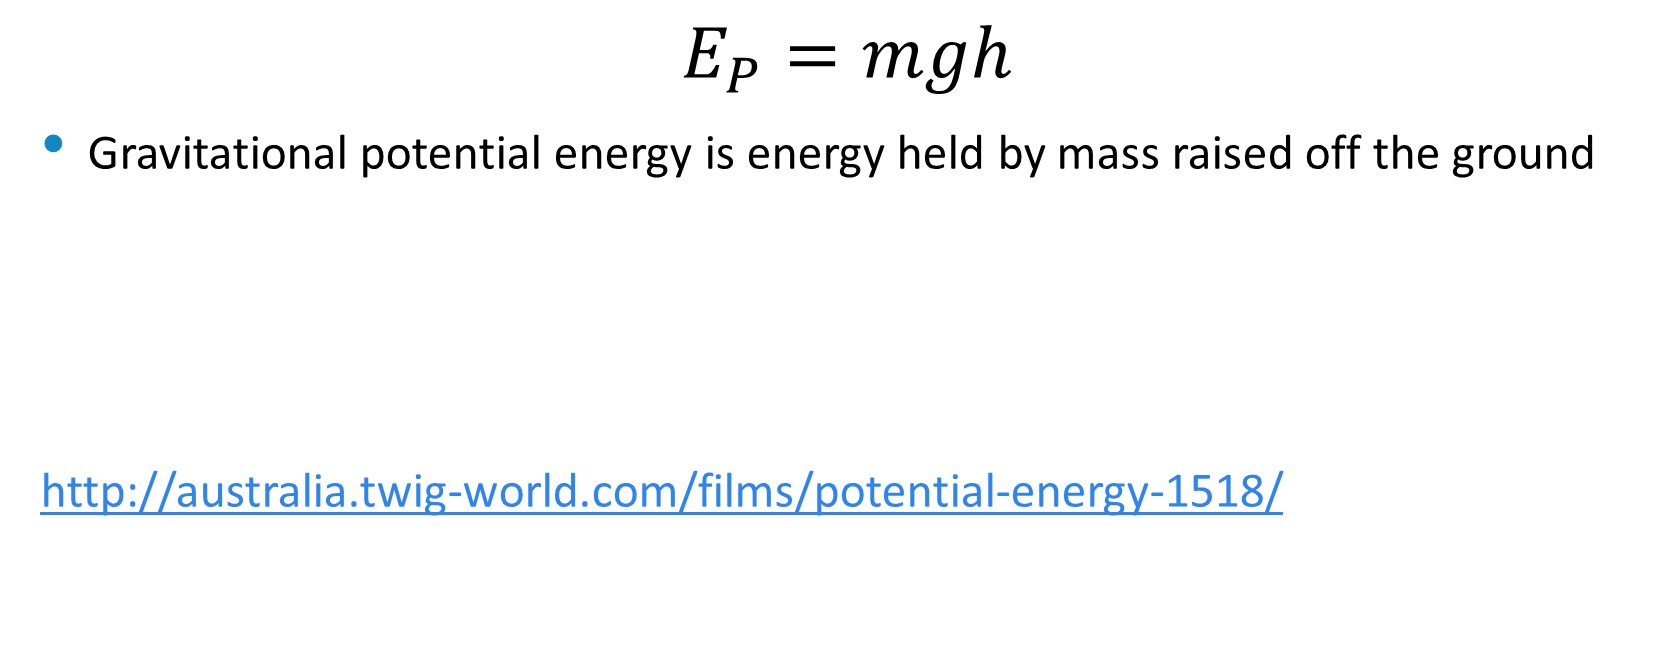 E_P = mgh
• Gravitational potential energy is energy held by mass raised off the ground
http://australia.twig-world.com/films/potential-energy-1518/